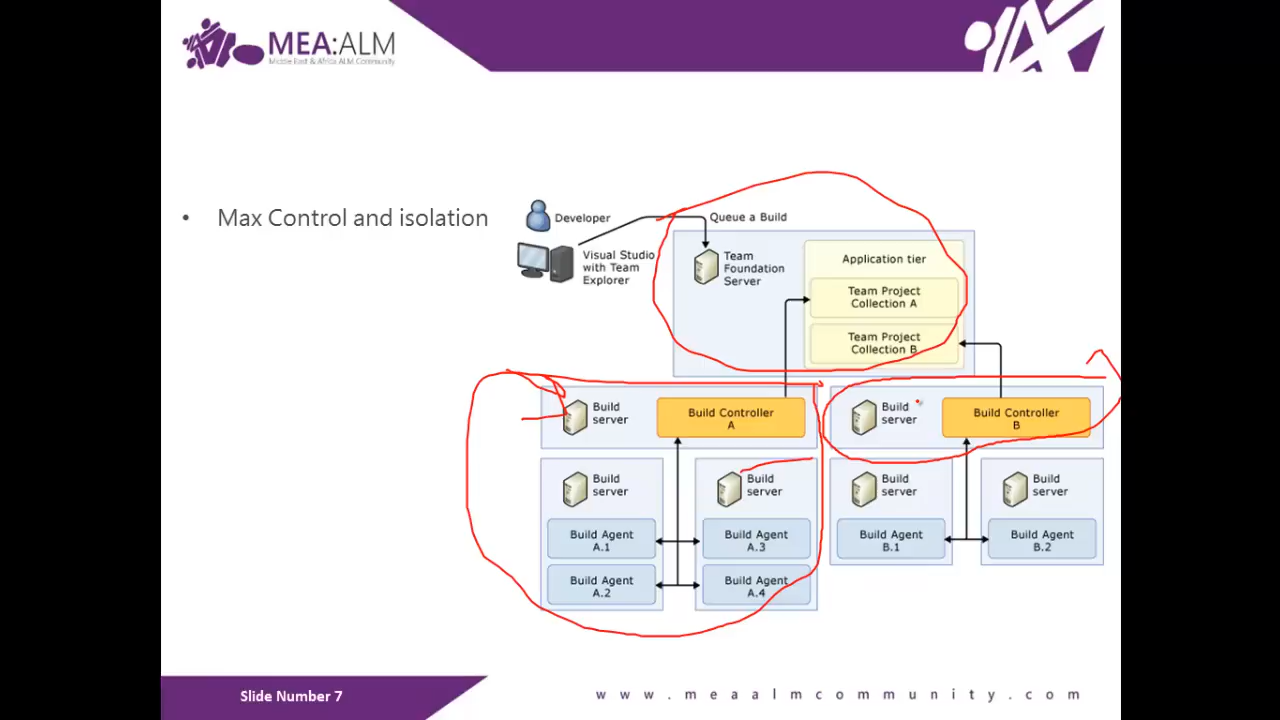 MEA:ALM
Middle East & Africa ALM Community
• Max Control and isolation
Developer
Queue a Build
Visual Studio
with Team
Explorer
Team
Foundation
Server
Application tier
Team Project
Collection A
Team Project
Collection B
Build
server
Build Controller
A
Build
server
Build Controller
B
Build
server
Build
server
Build
server
Build
server
Build Agent
A.1
Build Agent
A.3
Build Agent
B.1
Build Agent
B.2
Build Agent
A.2
Build Agent
A.4
Slide Number 7
www.meaalmcommunity.com